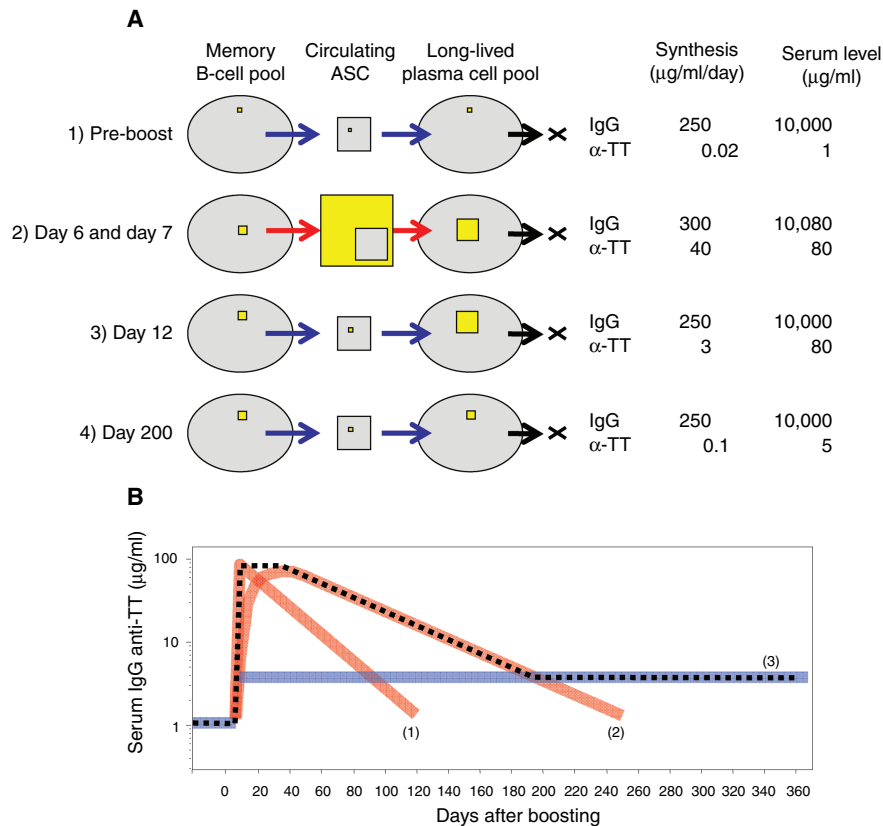 A
Memory
B-cell pool
Circulating
ASC
Long-lived
plasma cell pool
Synthesis
(μg/ml/day)
Serum level
(μg/ml)
1) Pre-boost
IgG 250 10,000
α-TT 0.02 1
2) Day 6 and day 7
IgG 300 10,080
α-TT 40 80
3) Day 12
IgG 250 10,000
α-TT 3 80
4) Day 200
IgG 250 10,000
α-TT 0.1 5
B
Serum IgG anti-TT (μg/ml)
100
10
1
(1)
(2)
(3)
0 20 40 60 80 100 120 140 160 180 200 220 240 260 280 300 320 340 360
Days after boosting